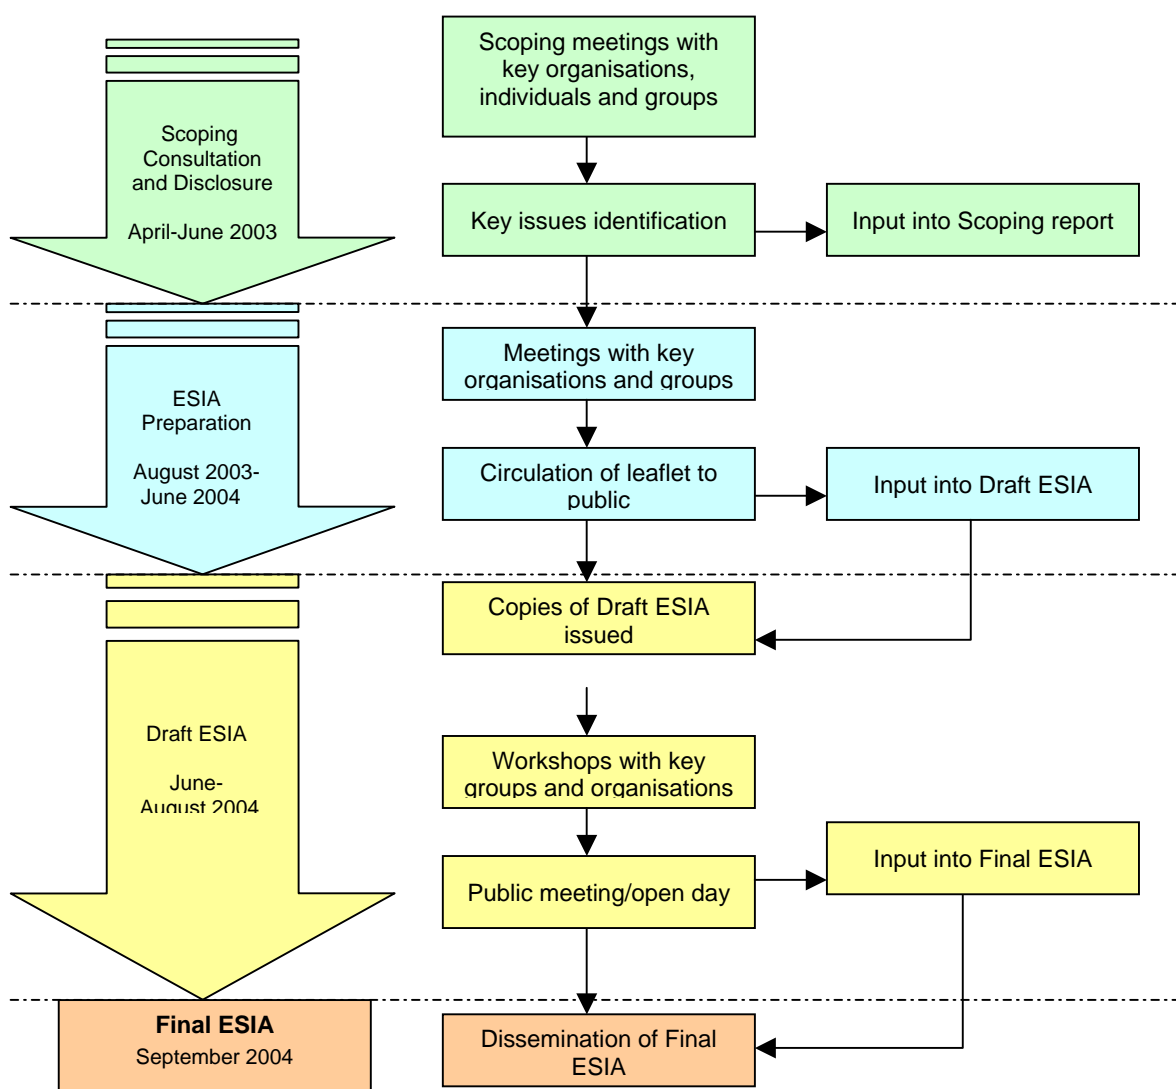 Scoping meetings with
key organisations,
individuals and groups
Scoping
Consultation
and Disclosure
April-June 2003
Key issues identification
Input into Scoping report
Meetings with key
organisations and groups
ESIA
Preparation
August 2003-
June 2004
Circulation of leaflet to
public
Input into Draft ESIA
Copies of Draft ESIA
issued
Draft ESIA
June-
August 2004
Workshops with key
groups and organisations
Public meeting/open day
Input into Final ESIA
Final ESIA
September 2004
Dissemination of Final
ESIA